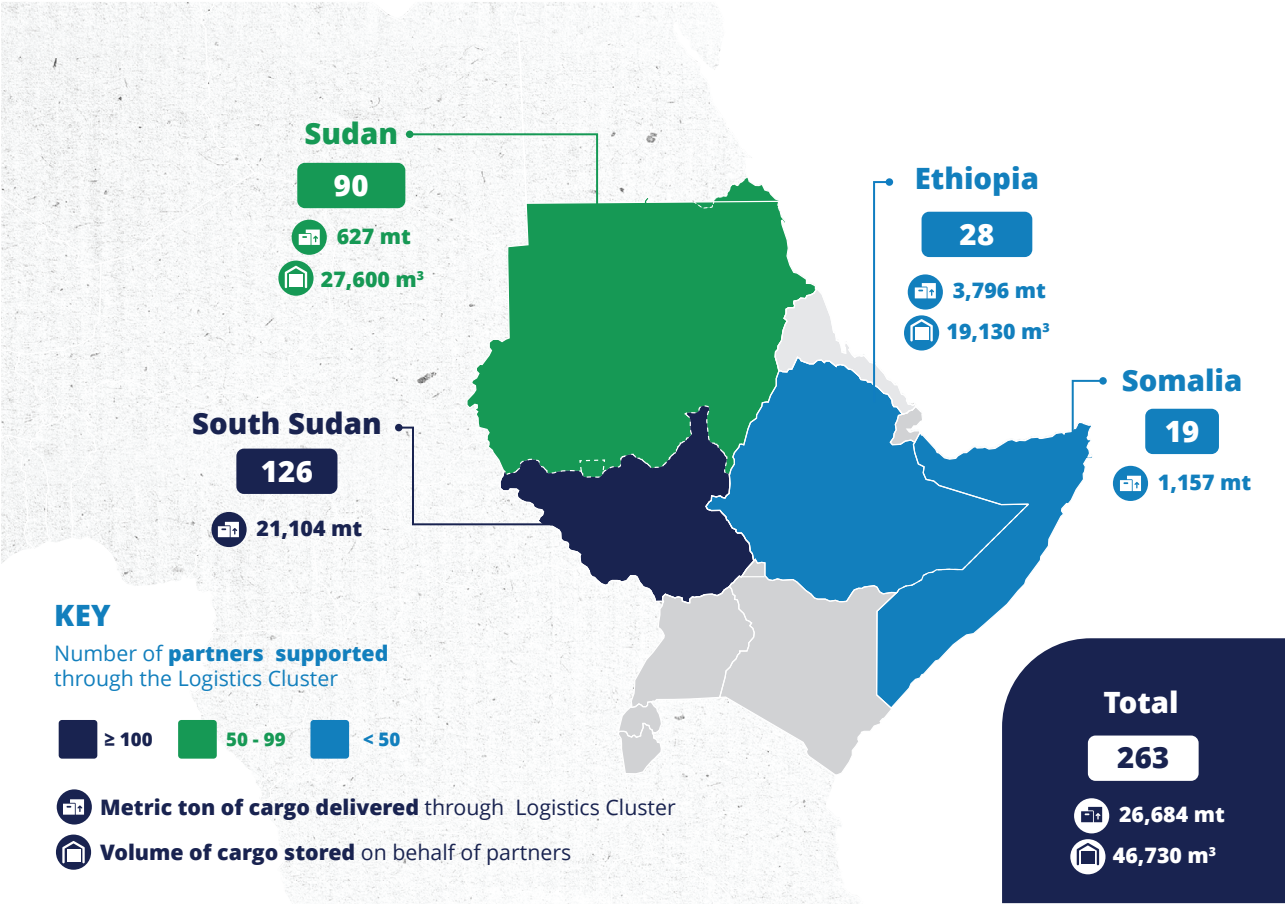 Sudan
90
627 mt
27,600 m³
Ethiopia
28
3,796 mt
19,130 m³
Somalia
19
1,157 mt
South Sudan
126
21,104 mt
KEY
Number of partners supported
through the Logistics Cluster
≥ 100
50 - 99
< 50
Metric ton of cargo delivered through Logistics Cluster
Volume of cargo stored on behalf of partners
Total
263
26,684 mt
46,730 m³